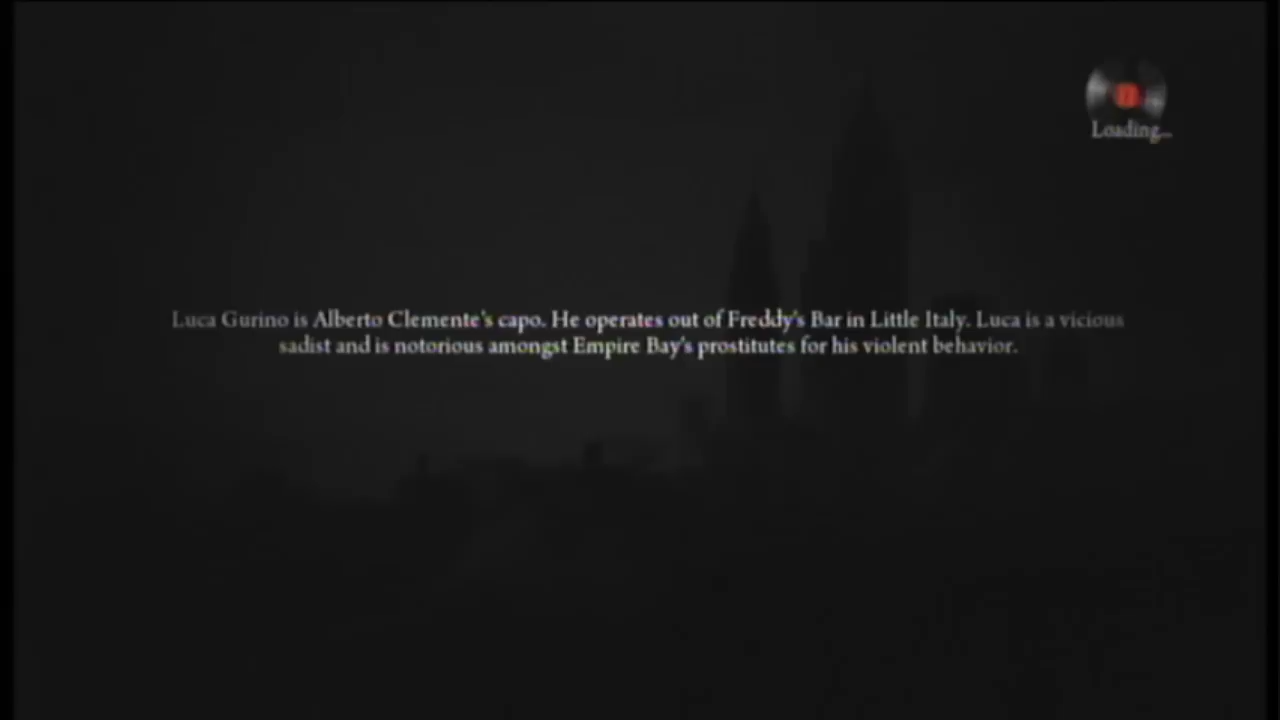 Loading...
Luca Gurino is Alberto Clemente's capo. He operates out of Freddy's Bar in Little Italy. Luca is a vicious
sadist and is notorious amongst Empire Bay's prostitutes for his violent behavior.